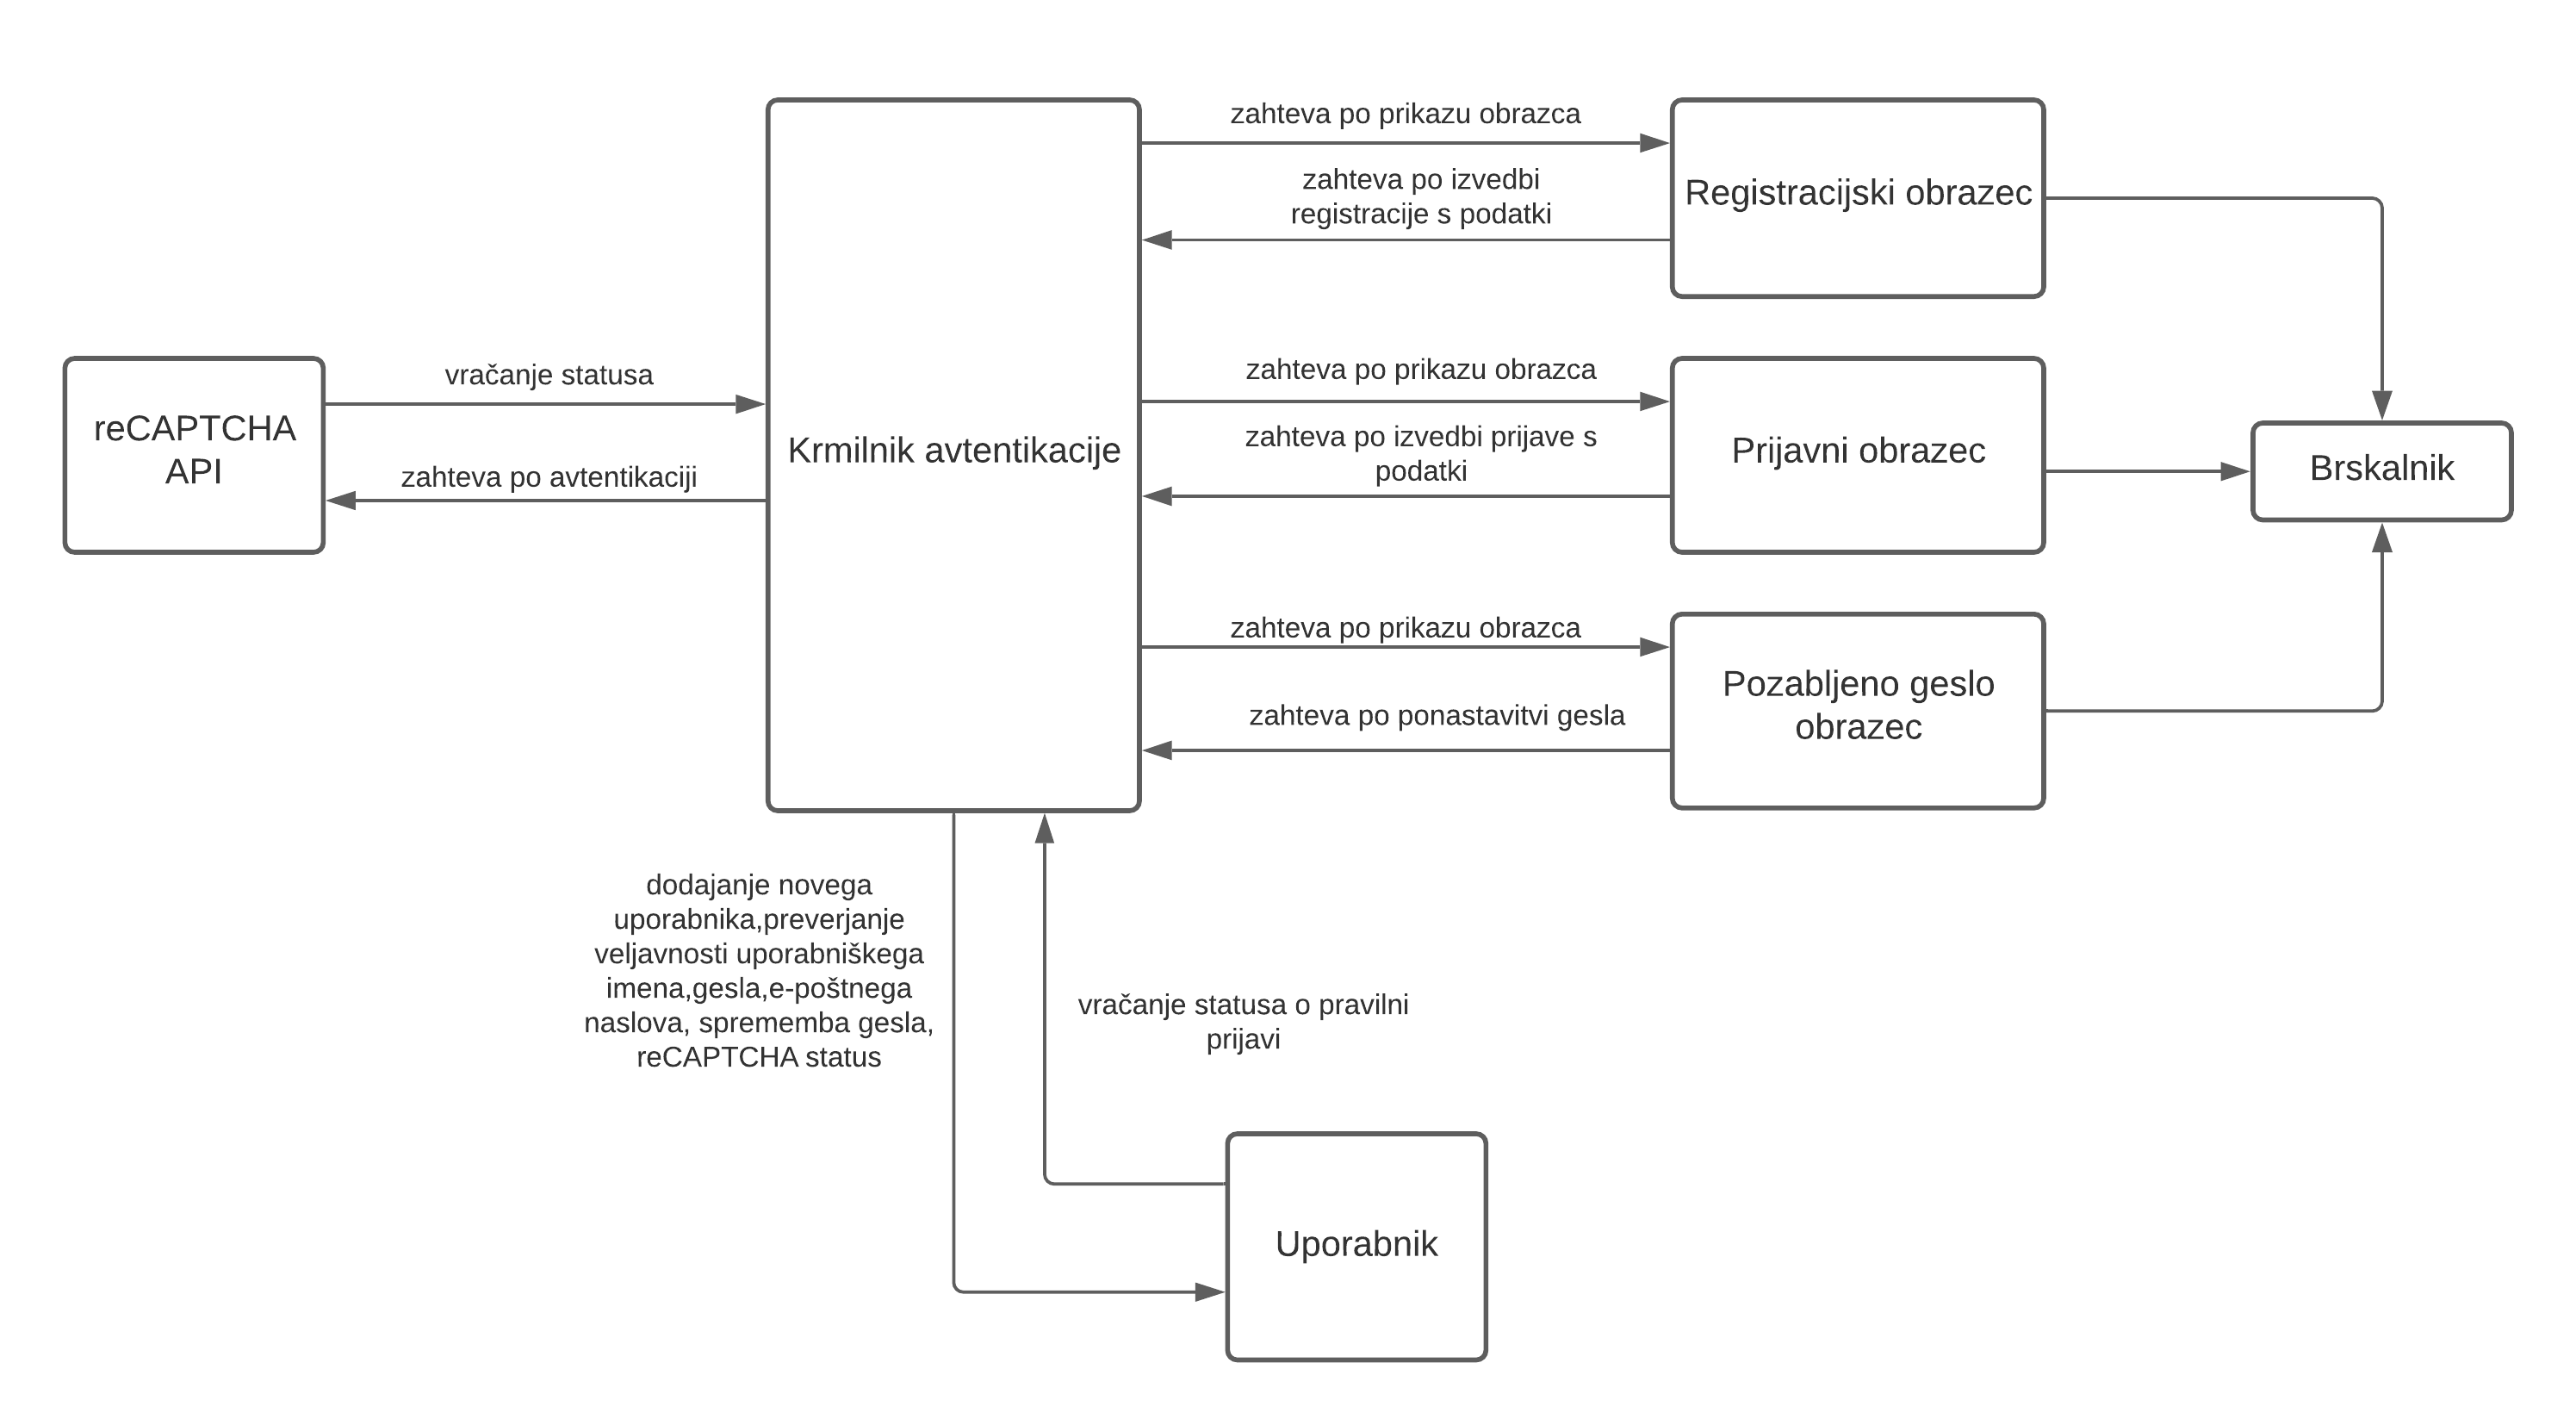 zahteva po prikazu obrazca
zahteva po izvedbi
registracije s podatki
Registracijski obrazec
vračanje statusa
reCAPTCHA
API
zahteva po avtentikaciji
Krmilnik avtentikacije
zahteva po prikazu obrazca
zahteva po izvedbi prijave s
podatki
Prijavni obrazec
Brskalnik
zahteva po prikazu obrazca
zahteva po ponastavitvi gesla
Pozabljeno geslo
obrazec
dodajanje novega
uporabnika,preverjanje
veljavnosti uporabniškega
imena,gesla,e-poštnega
naslova, sprememba gesla,
reCAPTCHA status
vračanje statusa o pravilni
prijavi
Uporabnik